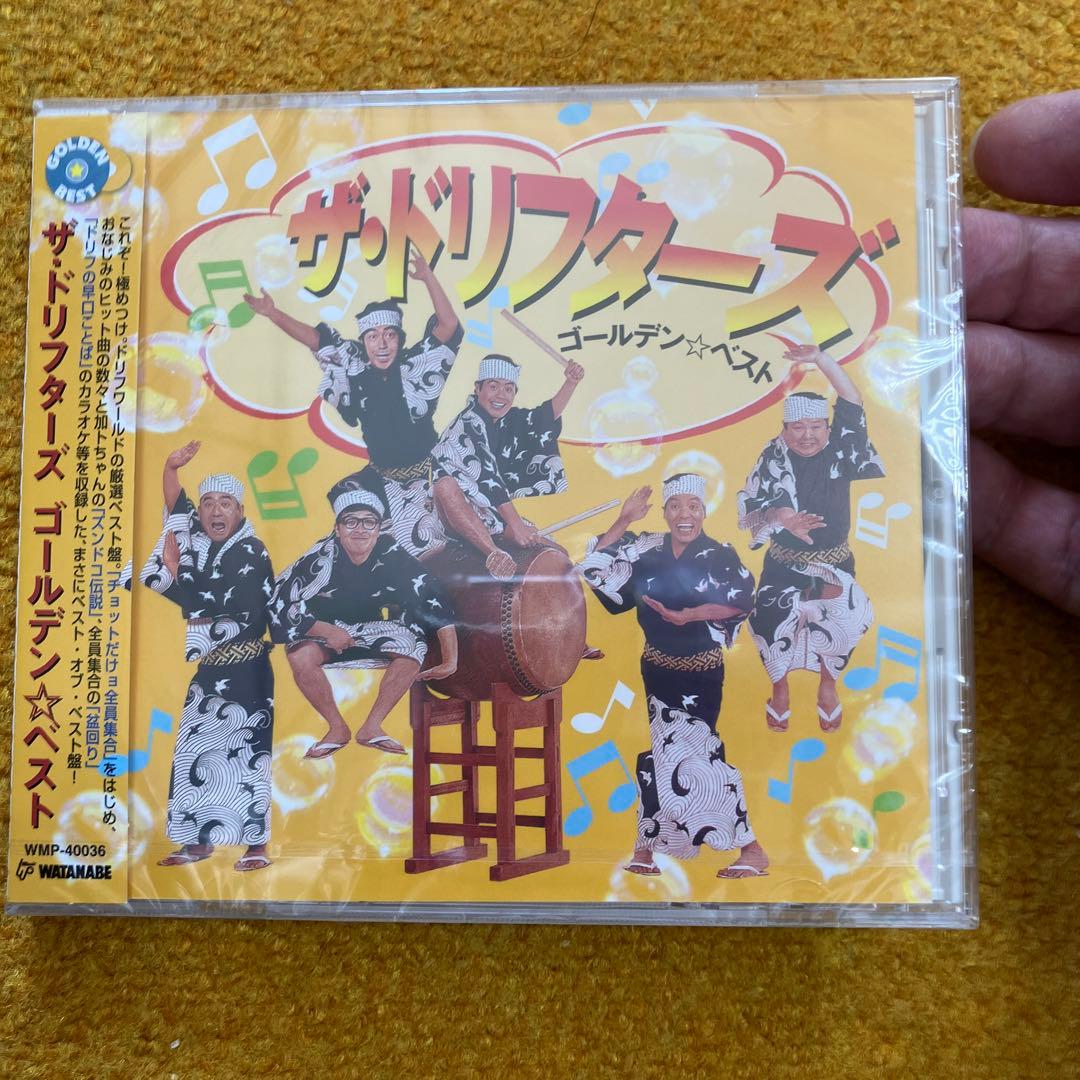 GOLDEN
BEST
ザ・ドリフターズ ゴールデン☆ベスト
これぞ!極めつけ。ドリフワールドの厳選ベスト盤。「チョットだけョ全員集合」をはじめ、
おなじみのヒット曲の数々と加トちゃんの「ズンドコ伝説」、全員集合の「盆回り」
「ドリフの早口ことば」のカラオケ等を収録した、まさにベスト・オブ・ベスト盤!
WMP-40036
WATANABE
ザ・ドリフターズ
ゴールデン☆ベスト